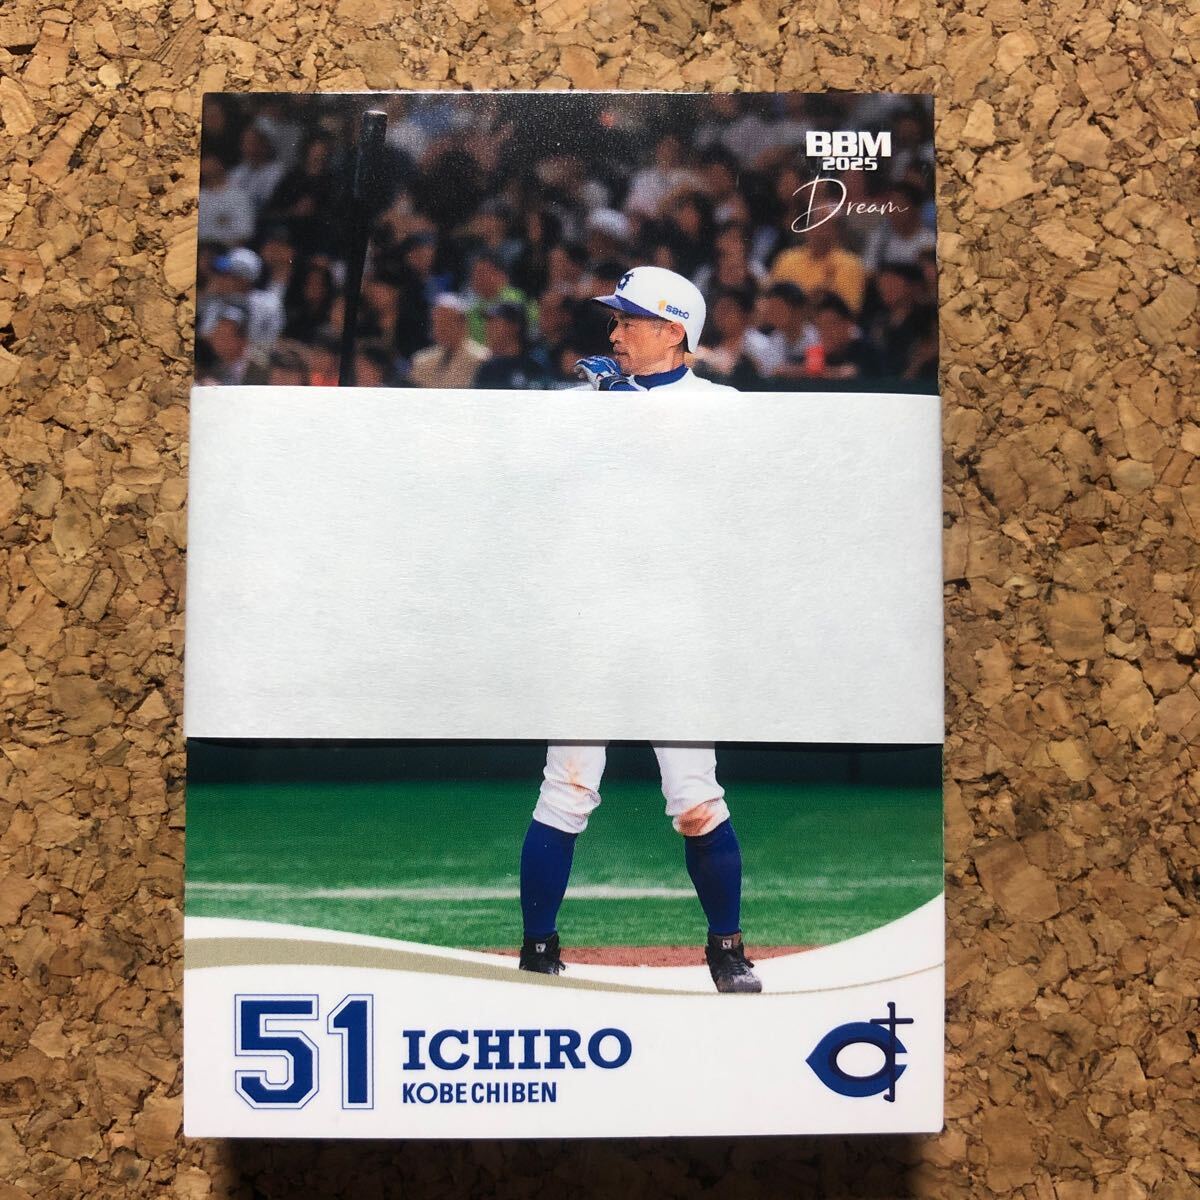 BBM
2025
Dream
sato
51
ICHIRO
KOBE CHIBEN